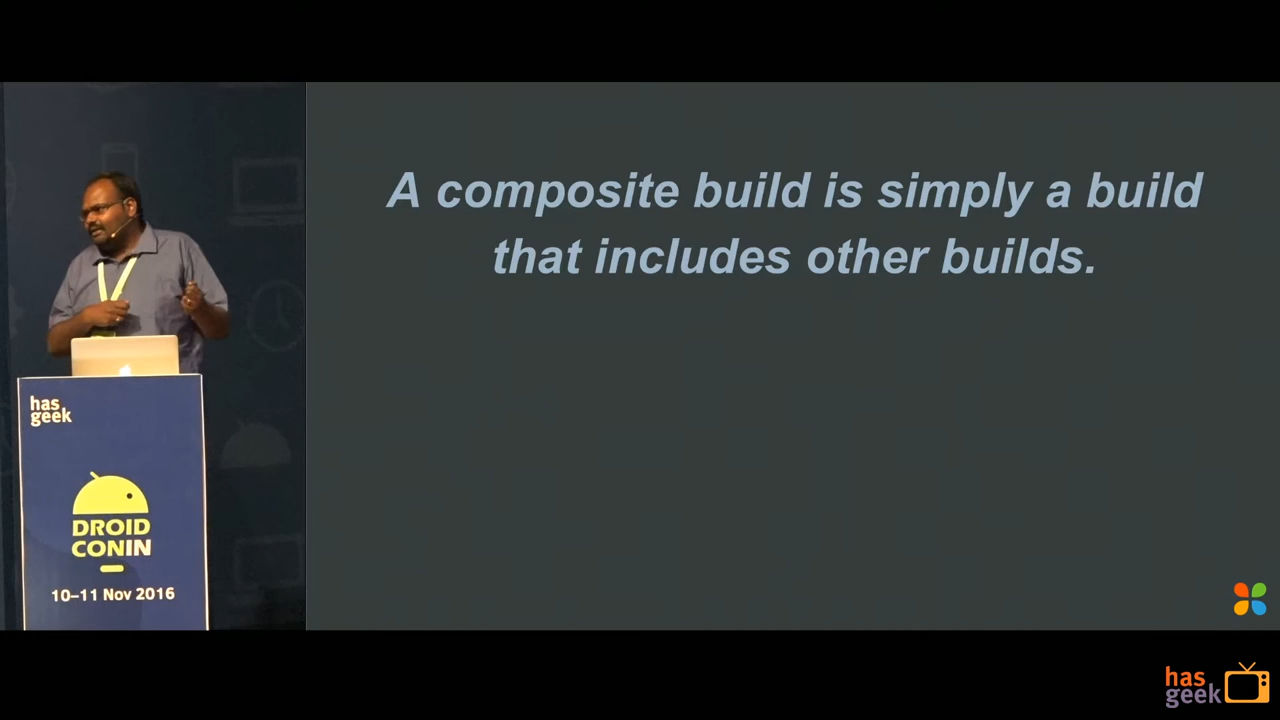 A composite build is simply a build
that includes other builds.
has
geek
DROID
CONIN
10–11 Nov 2016
has
geek